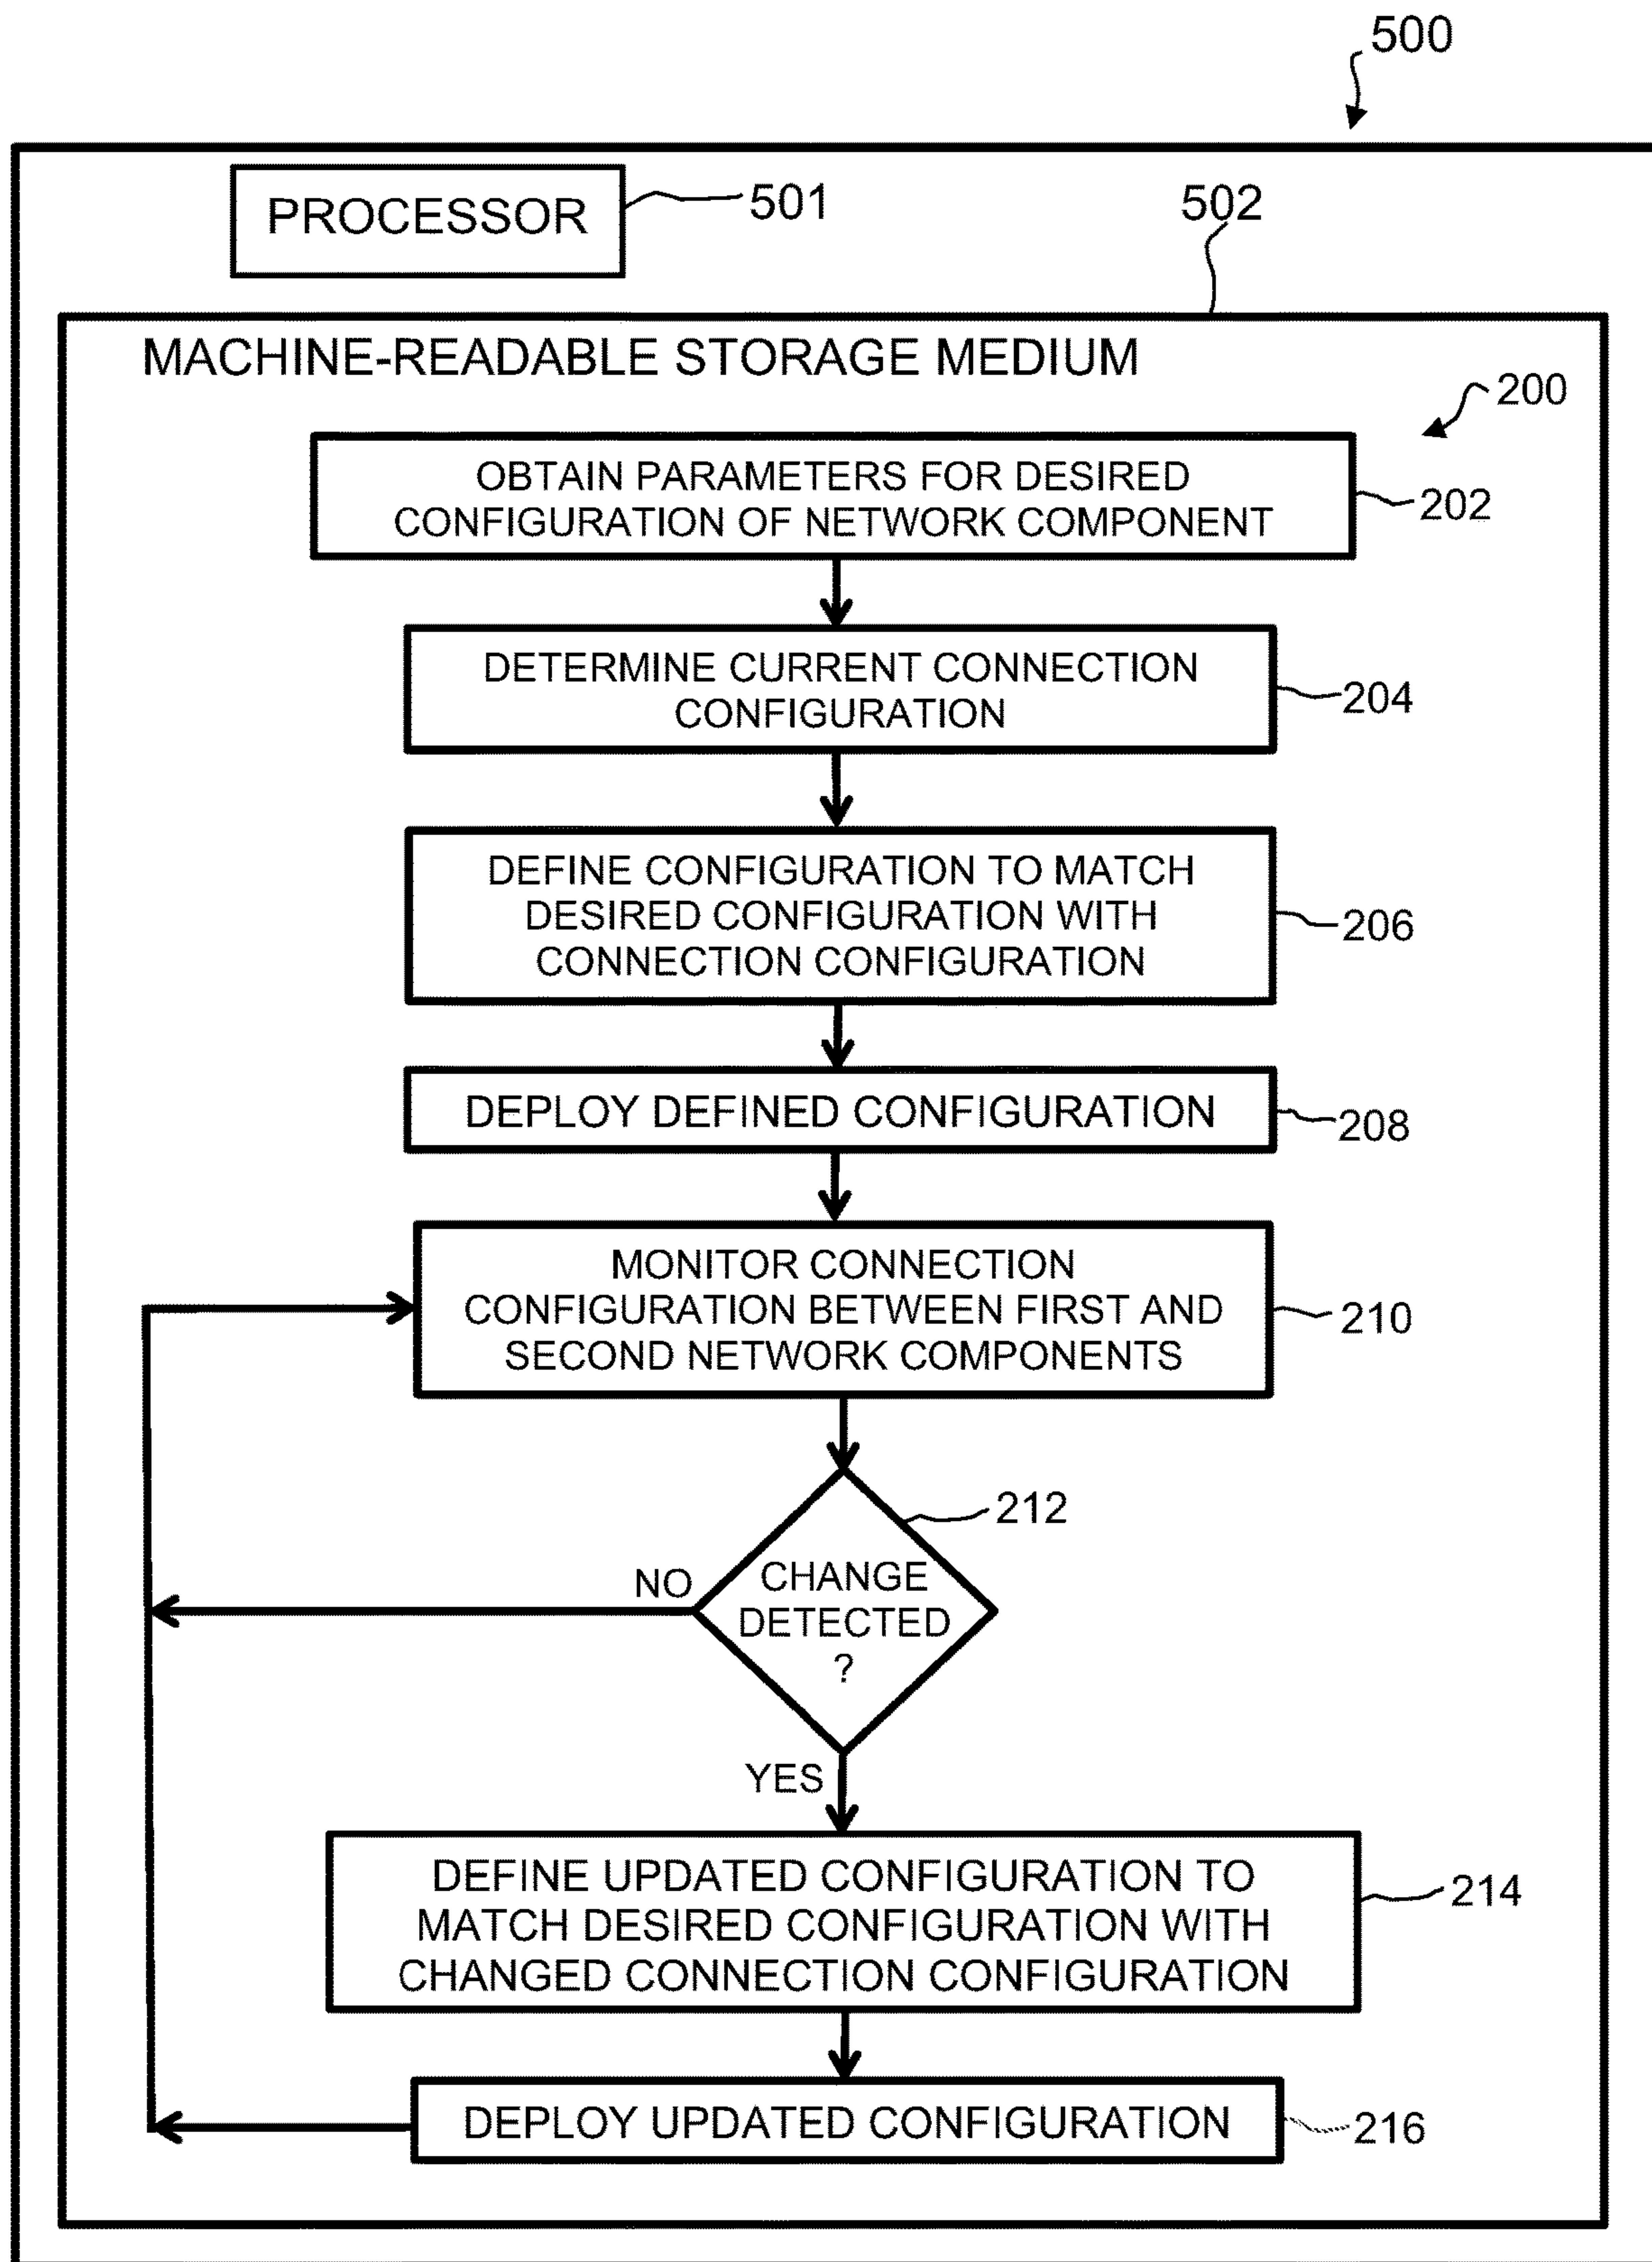 500
PROCESSOR
501
502
MACHINE-READABLE STORAGE MEDIUM
200
OBTAIN PARAMETERS FOR DESIRED
CONFIGURATION OF NETWORK COMPONENT
202
DETERMINE CURRENT CONNECTION
CONFIGURATION
204
DEFINE CONFIGURATION TO MATCH
DESIRED CONFIGURATION WITH
CONNECTION CONFIGURATION
206
DEPLOY DEFINED CONFIGURATION
208
MONITOR CONNECTION
CONFIGURATION BETWEEN FIRST AND
SECOND NETWORK COMPONENTS
210
212
NO
CHANGE
DETECTED
?
YES
DEFINE UPDATED CONFIGURATION TO
MATCH DESIRED CONFIGURATION WITH
CHANGED CONNECTION CONFIGURATION
214
DEPLOY UPDATED CONFIGURATION
216